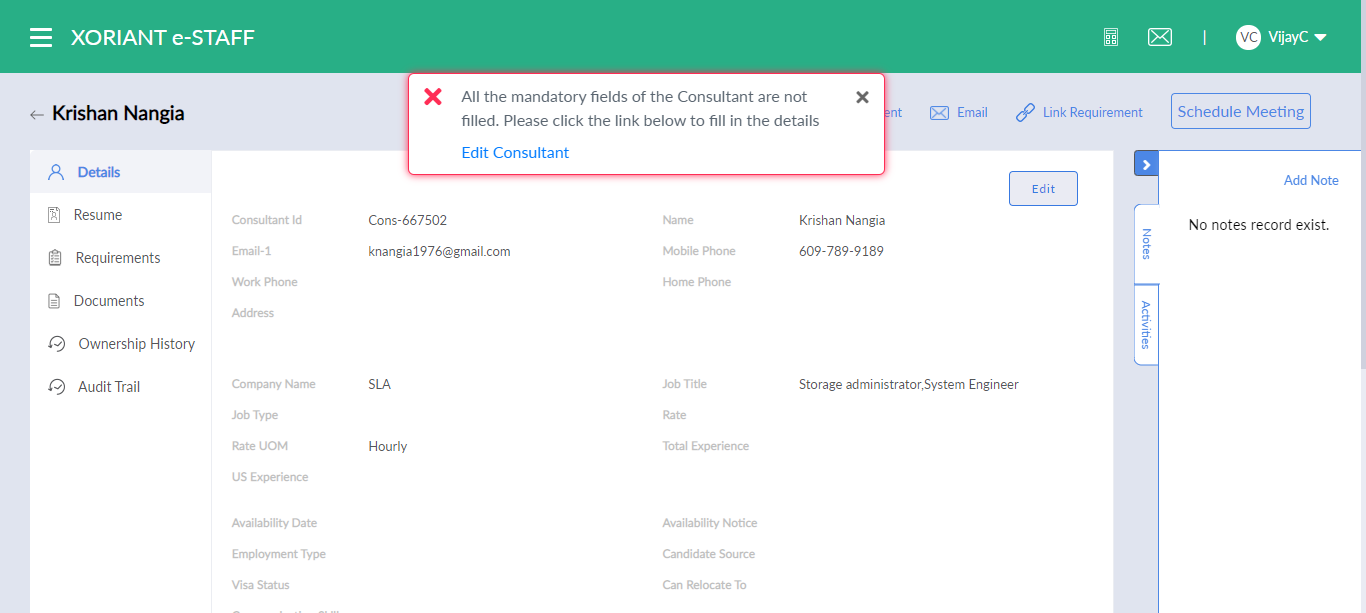 XORIANT e-STAFF
VC VijayC
All the mandatory fields of the Consultant are not
filled. Please click the link below to fill in the details
Edit Consultant
Krishan Nangia
Email
Link Requirement
Schedule Meeting
Details
Resume
Requirements
Documents
Ownership History
Audit Trail
Edit
Consultant Id Cons-667502 Name Krishan Nangia
Email-1 knangia1976@gmail.com Mobile Phone 609-789-9189
Work Phone Home Phone
Address
Company Name SLA Job Title Storage administrator,System Engineer
Job Type Rate
Rate UOM Hourly Total Experience
US Experience
Availability Date Availability Notice
Employment Type Candidate Source
Visa Status Can Relocate To
Add Note
No notes record exist.
Notes
Activities